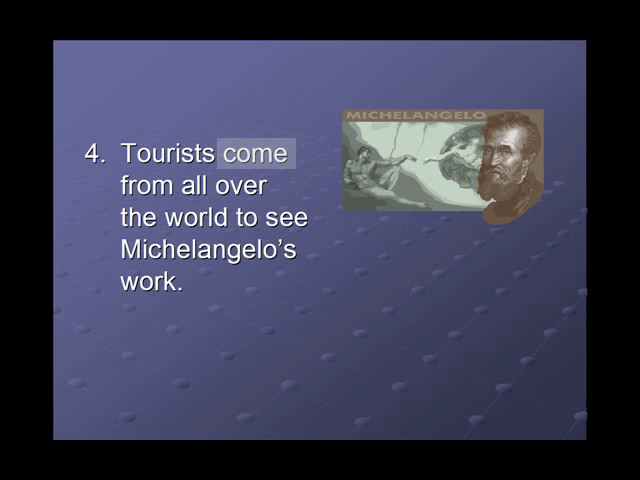 4. Tourists come
from all over
the world to see
Michelangelo's
work.
MICHELANGELO